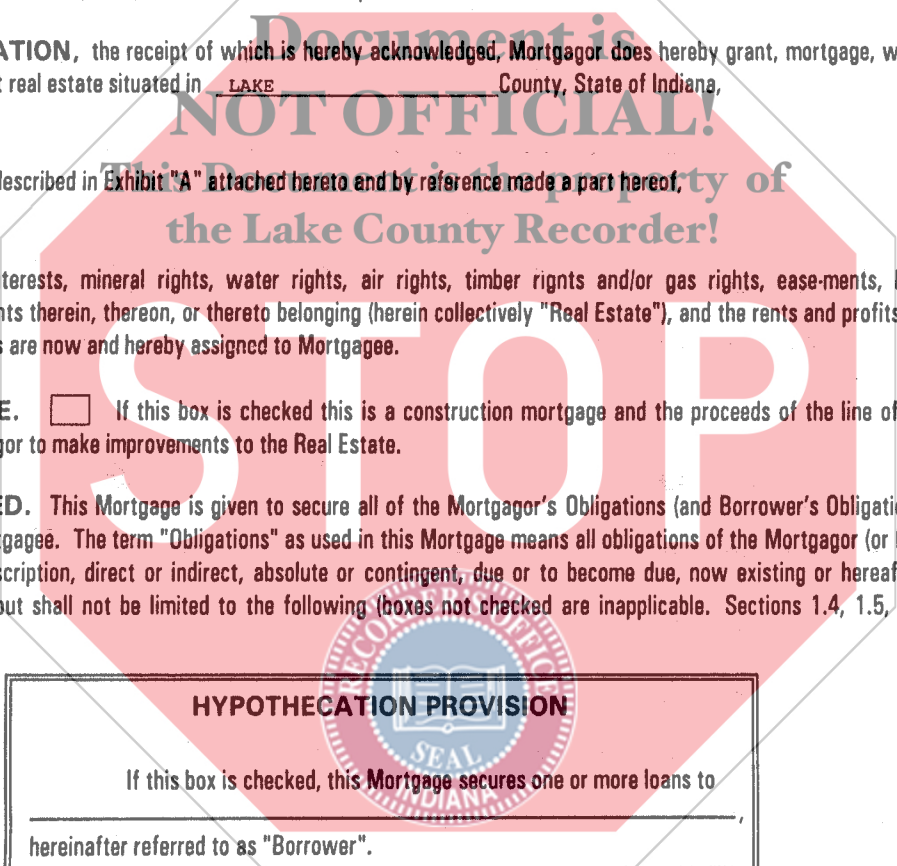 Document is
ATION, the receipt of which is hereby acknowledged, Mortgagor does hereby grant, mortgage, w
real estate situated in LAKE County, State of Indiana,
NOT OFFICIAL!
described in Exhibit "A" attached hereto and by reference made a part hereof,
This Document is the property of
the Lake County Recorder!
terests, mineral rights, water rights, air rights, timber rignts and/or gas rights, ease-ments,
nts therein, thereon, or thereto belonging (herein collectively "Real Estate"), and the rents and profits
s are now and hereby assigned to Mortgagee.
STOP
E. If this box is checked this is a construction mortgage and the proceeds of the line of
gor to make improvements to the Real Estate.
ED. This Mortgage is given to secure all of the Mortgagor's Obligations (and Borrower's Obligati
tgagee. The term "Obligations" as used in this Mortgage means all obligations of the Mortgagor (or
scription, direct or indirect, absolute or contingent, due or to become due, now existing or hereaf
out shall not be limited to the following (boxes not checked are inapplicable. Sections 1.4, 1.5,
RECORDER'S OFFICE
SEAL
INDIANA
HYPOTHECATION PROVISION
If this box is checked, this Mortgage secures one or more loans to
,
hereinafter referred to as "Borrower".